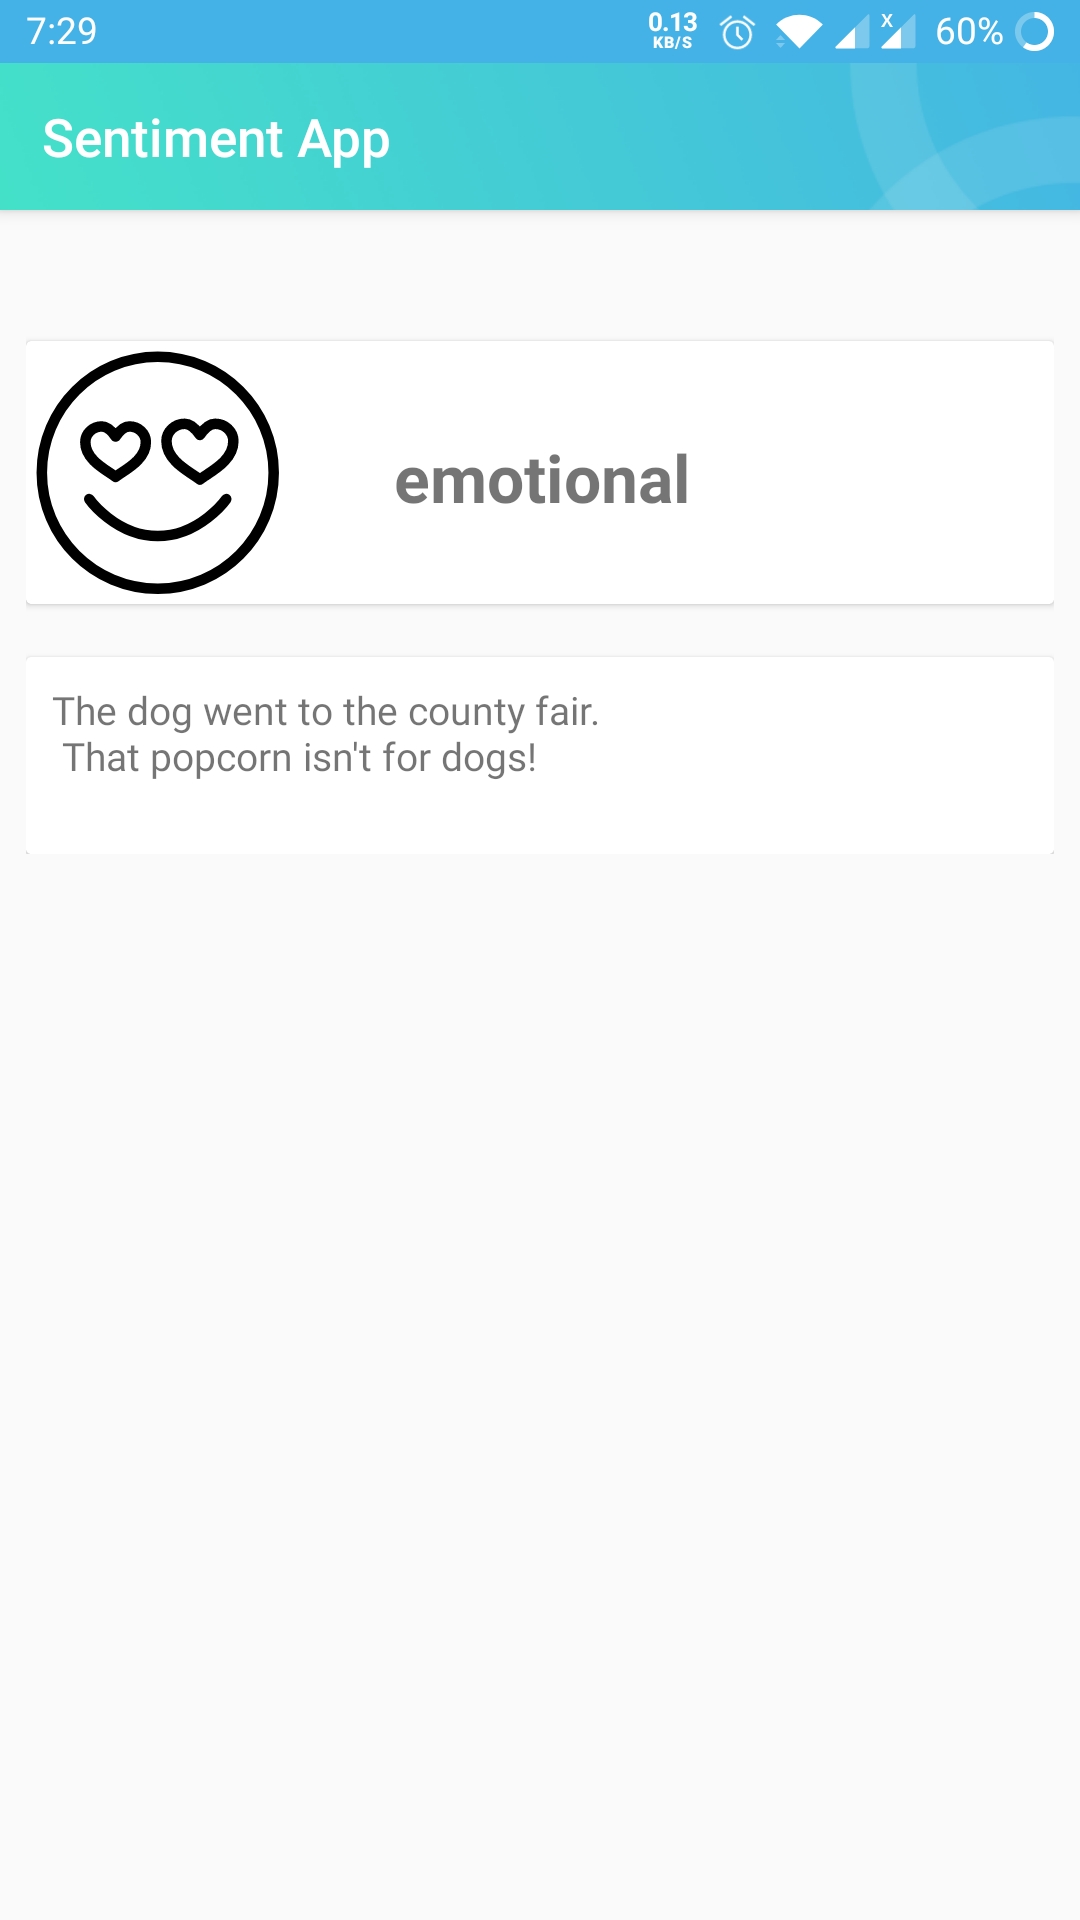 7:29 0.13 KB/S x 60%
Sentiment App
emotional
The dog went to the county fair.
That popcorn isn't for dogs!